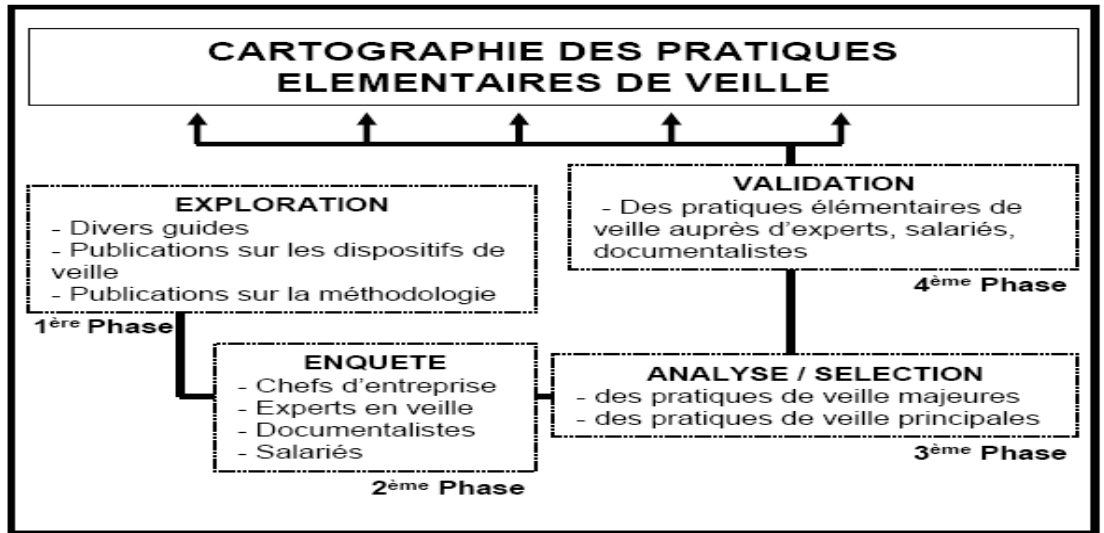 CARTOGRAPHIE DES PRATIQUES
ELEMENTAIRES DE VEILLE
EXPLORATION
- Divers guides
- Publications sur les dispositifs de
veille
- Publications sur la méthodologie
1ère Phase
ENQUETE
- Chefs d'entreprise
- Experts en veille
- Documentalistes
- Salariés
2ème Phase
ANALYSE / SELECTION
- des pratiques de veille majeures
- des pratiques de veille principales
3ème Phase
VALIDATION
- Des pratiques élémentaires de
veille auprès d'experts, salariés,
documentalistes
4ème Phase